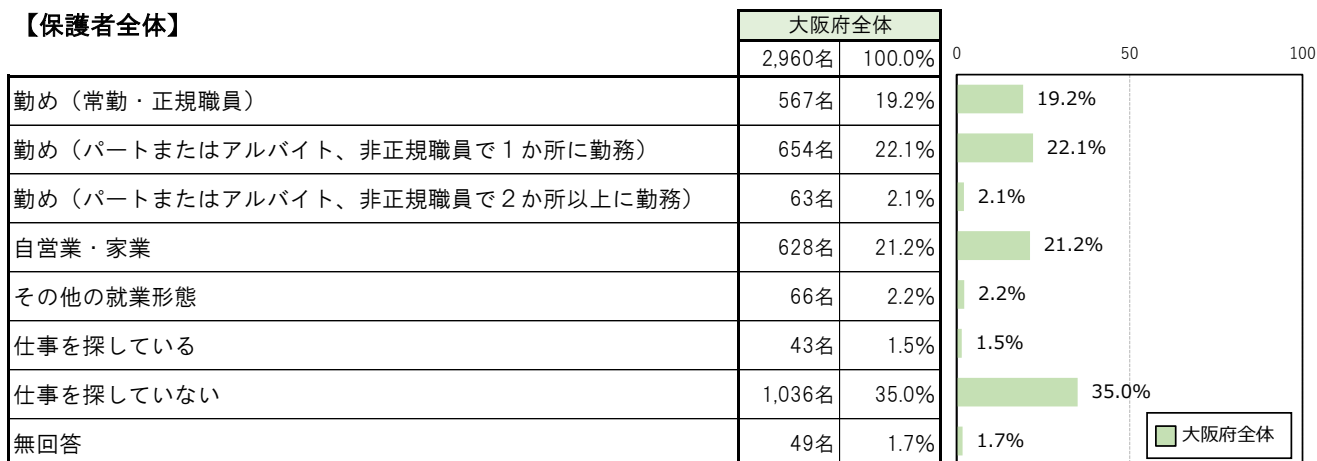 【保護者全体】
大阪府全体
2,960名 100.0%
0 50 100
勤め（常勤・正規職員） 567名 19.2% 19.2%
勤め（パートまたはアルバイト、非正規職員で１か所に勤務） 654名 22.1% 22.1%
勤め（パートまたはアルバイト、非正規職員で２か所以上に勤務） 63名 2.1% 2.1%
自営業・家業 628名 21.2% 21.2%
その他の就業形態 66名 2.2% 2.2%
仕事を探している 43名 1.5% 1.5%
仕事を探していない 1,036名 35.0% 35.0%
無回答 49名 1.7% 1.7%
大阪府全体